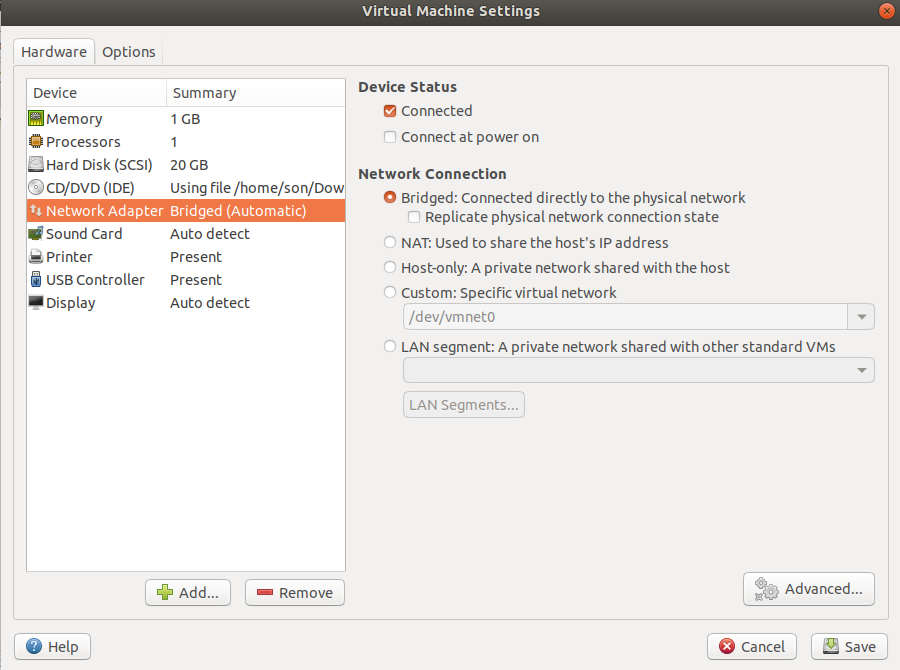 Virtual Machine Settings
Hardware Options
Device Summary
Memory 1 GB
Processors 1
Hard Disk (SCSI) 20 GB
CD/DVD (IDE) Using file /home/son/Dow
Network Adapter Bridged (Automatic)
Sound Card Auto detect
Printer Present
USB Controller Present
Display Auto detect
Add... Remove
Device Status
Connected
Connect at power on
Network Connection
Bridged: Connected directly to the physical network
Replicate physical network connection state
NAT: Used to share the host's IP address
Host-only: A private network shared with the host
Custom: Specific virtual network
/dev/vmnet0
LAN segment: A private network shared with other standard VMs
LAN Segments...
Advanced...
Help Cancel Save